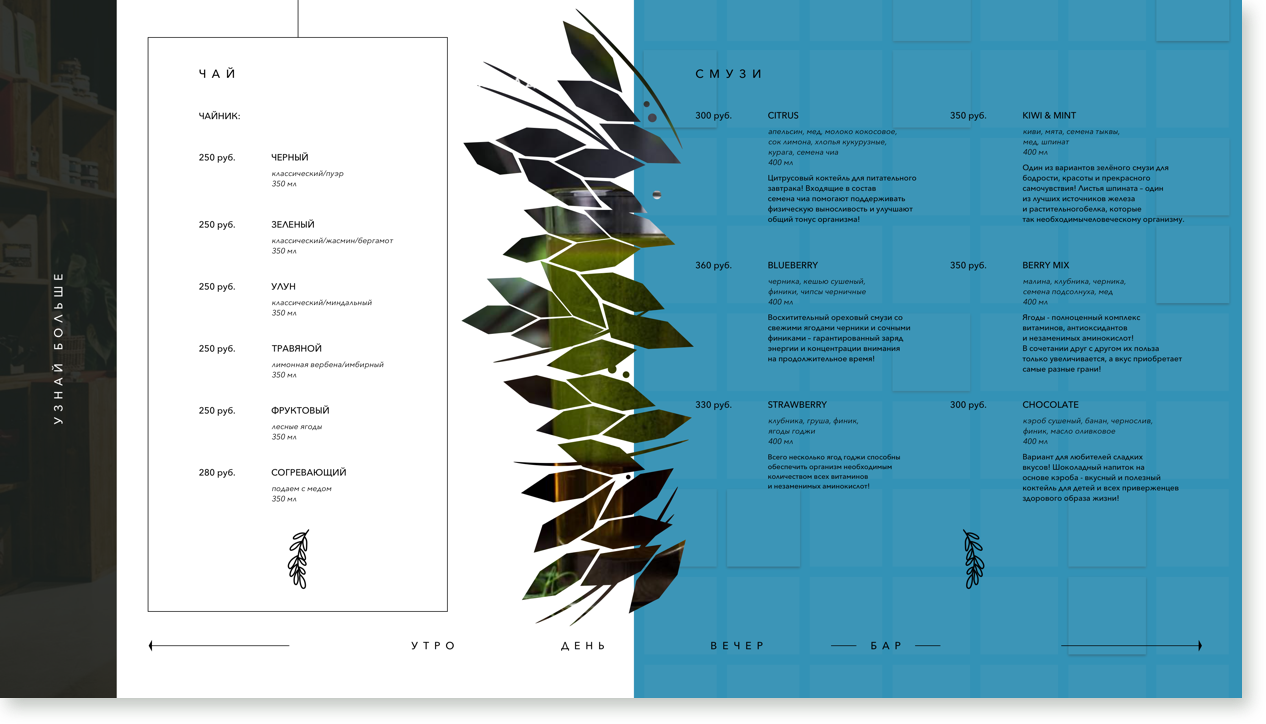 УЗНАЙ БОЛЬШЕ
ЧАЙ
ЧАЙНИК:
250 руб. ЧЕРНЫЙ
классический/пуэр
350 мл
250 руб. ЗЕЛЕНЫЙ
классический/жасмин/бергамот
350 мл
250 руб. УЛУН
классический/миндальный
350 мл
250 руб. ТРАВЯНОЙ
лимонная вербена/имбирный
350 мл
250 руб. ФРУКТОВЫЙ
лесные ягоды
350 мл
280 руб. СОГРЕВАЮЩИЙ
подаем с медом
350 мл
СМУЗИ
300 руб. CITRUS
апельсин, мед, молоко кокосовое,
сок лимона, хлопья кукурузные,
курага, семена чиа
400 мл
Цитрусовый коктейль для питательного
завтрака! Входящие в состав
семена чиа помогают поддерживать
физическую выносливость и улучшают
общий тонус организма!
360 руб. BLUEBERRY
черника, кешью сушеный,
финики, чипсы черничные
400 мл
Восхитительный ореховый смузи со
свежими ягодами черники и сочными
финиками - гарантированный заряд
энергии и концентрации внимания
на продолжительное время!
330 руб. STRAWBERRY
клубника, груша, финик,
ягоды годжи
400 мл
Всего несколько ягод годжи способны
обеспечить организм необходимым
количеством всех витаминов
и незаменимых аминокислот!
350 руб. KIWI & MINT
киви, мята, семена тыквы,
мед, шпинат
400 мл
Один из вариантов зелёного смузи для
бодрости, красоты и прекрасного
самочувствия! Листья шпината - один
из лучших источников железа
и растительногобелка, которые
так необходимычеловеческому организму.
350 руб. BERRY MIX
малина, клубника, черника,
семена подсолнуха, мед
400 мл
Ягоды - полноценный комплекс
витаминов, антиоксидантов
и незаменимых аминокислот!
В сочетании друг с другом их польза
только увеличивается, а вкус приобретает
самые разные грани!
300 руб. CHOCOLATE
кэроб сушеный, банан, чернослив,
финик, масло оливковое
400 мл
Вариант для любителей сладких
вкусов! Шоколадный напиток на
основе кэроба - вкусный и полезный
коктейль для детей и всех приверженцев
здорового образа жизни!
УТРО ДЕНЬ ВЕЧЕР БАР